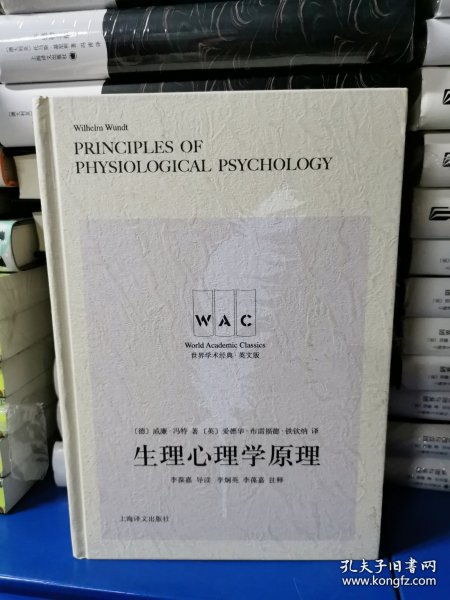 Wilhelm Wundt
PRINCIPLES OF
PHYSIOLOGICAL PSYCHOLOGY
WAC
World Academic Classics
世界学术经典·英文版
〔德〕威廉·冯特 著 〔英〕爱德华·布雷福德·铁钦纳 译
生理心理学原理
李葆嘉 导读 李炯英 李葆嘉 注释
上海译文出版社
孔夫子旧书网
www.kongfz.com